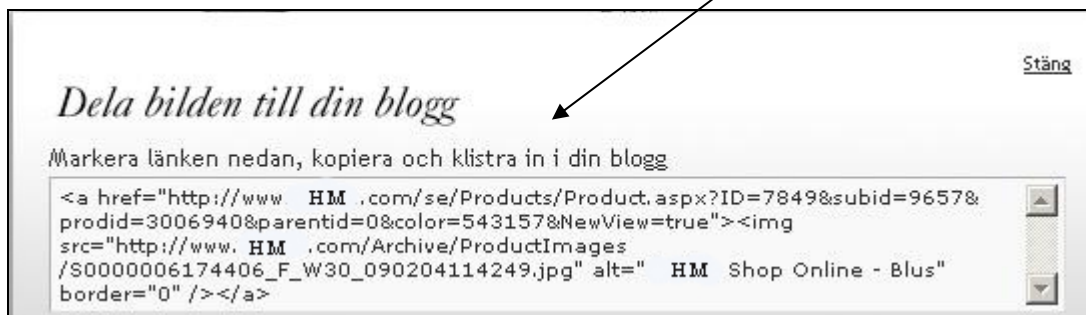 Stäng
Dela bilden till din blogg
Markera länken nedan, kopiera och klistra in i din blogg
<a href="http://www HM .com/se/Products/Product.aspx?ID=7849&subid=9657&
prodid=3006940&parentid=0&color=543157&NewView=true"><img
src="http://www. HM .com/Archive/ProductImages
/S0000006174406_F_W30_090204114249.jpg" alt=" HM Shop Online - Blus"
border="0" /></a>